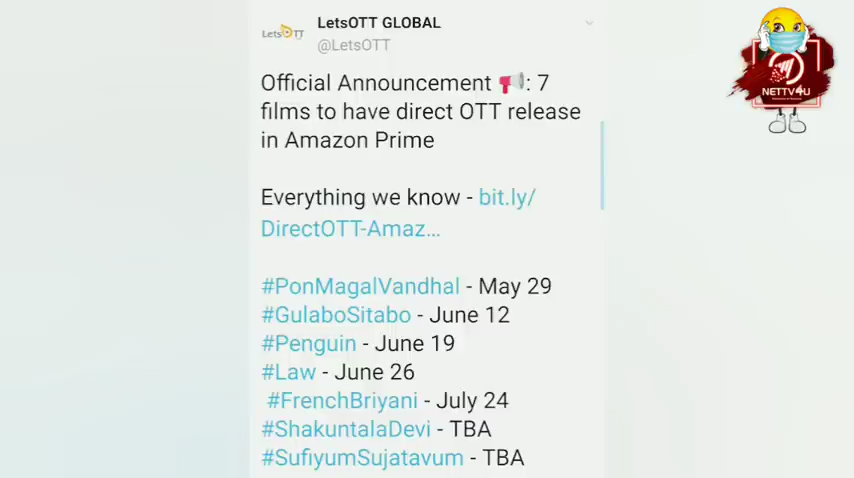 LetsOTT GLOBAL
LetsOTT
@LetsOTT
Official Announcement 📢: 7
films to have direct OTT release
in Amazon Prime
Everything we know - bit.ly/
DirectOTT-Amaz...
#PonMagalVandhal - May 29
#GulaboSitabo - June 12
#Penguin - June 19
#Law - June 26
#FrenchBriyani - July 24
#ShakuntalaDevi - TBA
#SufiyumSujatavum - TBA
NETTV4U